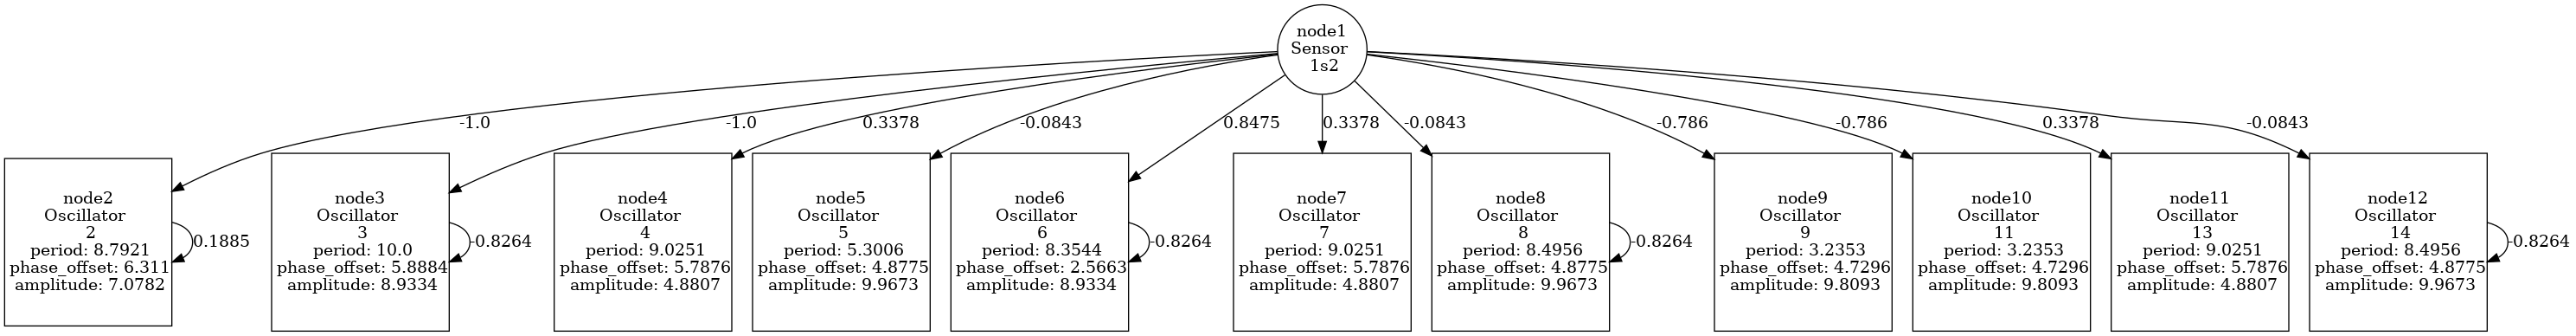 node1
Sensor
1s2
-1.0
-1.0
0.3378
-0.0843
0.8475
0.3378
-0.0843
-0.786
-0.786
0.3378
-0.0843
node2
Oscillator
2
period: 8.7921
phase_offset: 6.311
amplitude: 7.0782
0.1885
node3
Oscillator
3
period: 10.0
phase_offset: 5.8884
amplitude: 8.9334
-0.8264
node4
Oscillator
4
period: 9.0251
phase_offset: 5.7876
amplitude: 4.8807
node5
Oscillator
5
period: 5.3006
phase_offset: 4.8775
amplitude: 9.9673
node6
Oscillator
6
period: 8.3544
phase_offset: 2.5663
amplitude: 8.9334
-0.8264
node7
Oscillator
7
period: 9.0251
phase_offset: 5.7876
amplitude: 4.8807
node8
Oscillator
8
period: 8.4956
phase_offset: 4.8775
amplitude: 9.9673
-0.8264
node9
Oscillator
9
period: 3.2353
phase_offset: 4.7296
amplitude: 9.8093
node10
Oscillator
11
period: 3.2353
phase_offset: 4.7296
amplitude: 9.8093
node11
Oscillator
13
period: 9.0251
phase_offset: 5.7876
amplitude: 4.8807
node12
Oscillator
14
period: 8.4956
phase_offset: 4.8775
amplitude: 9.9673
-0.8264